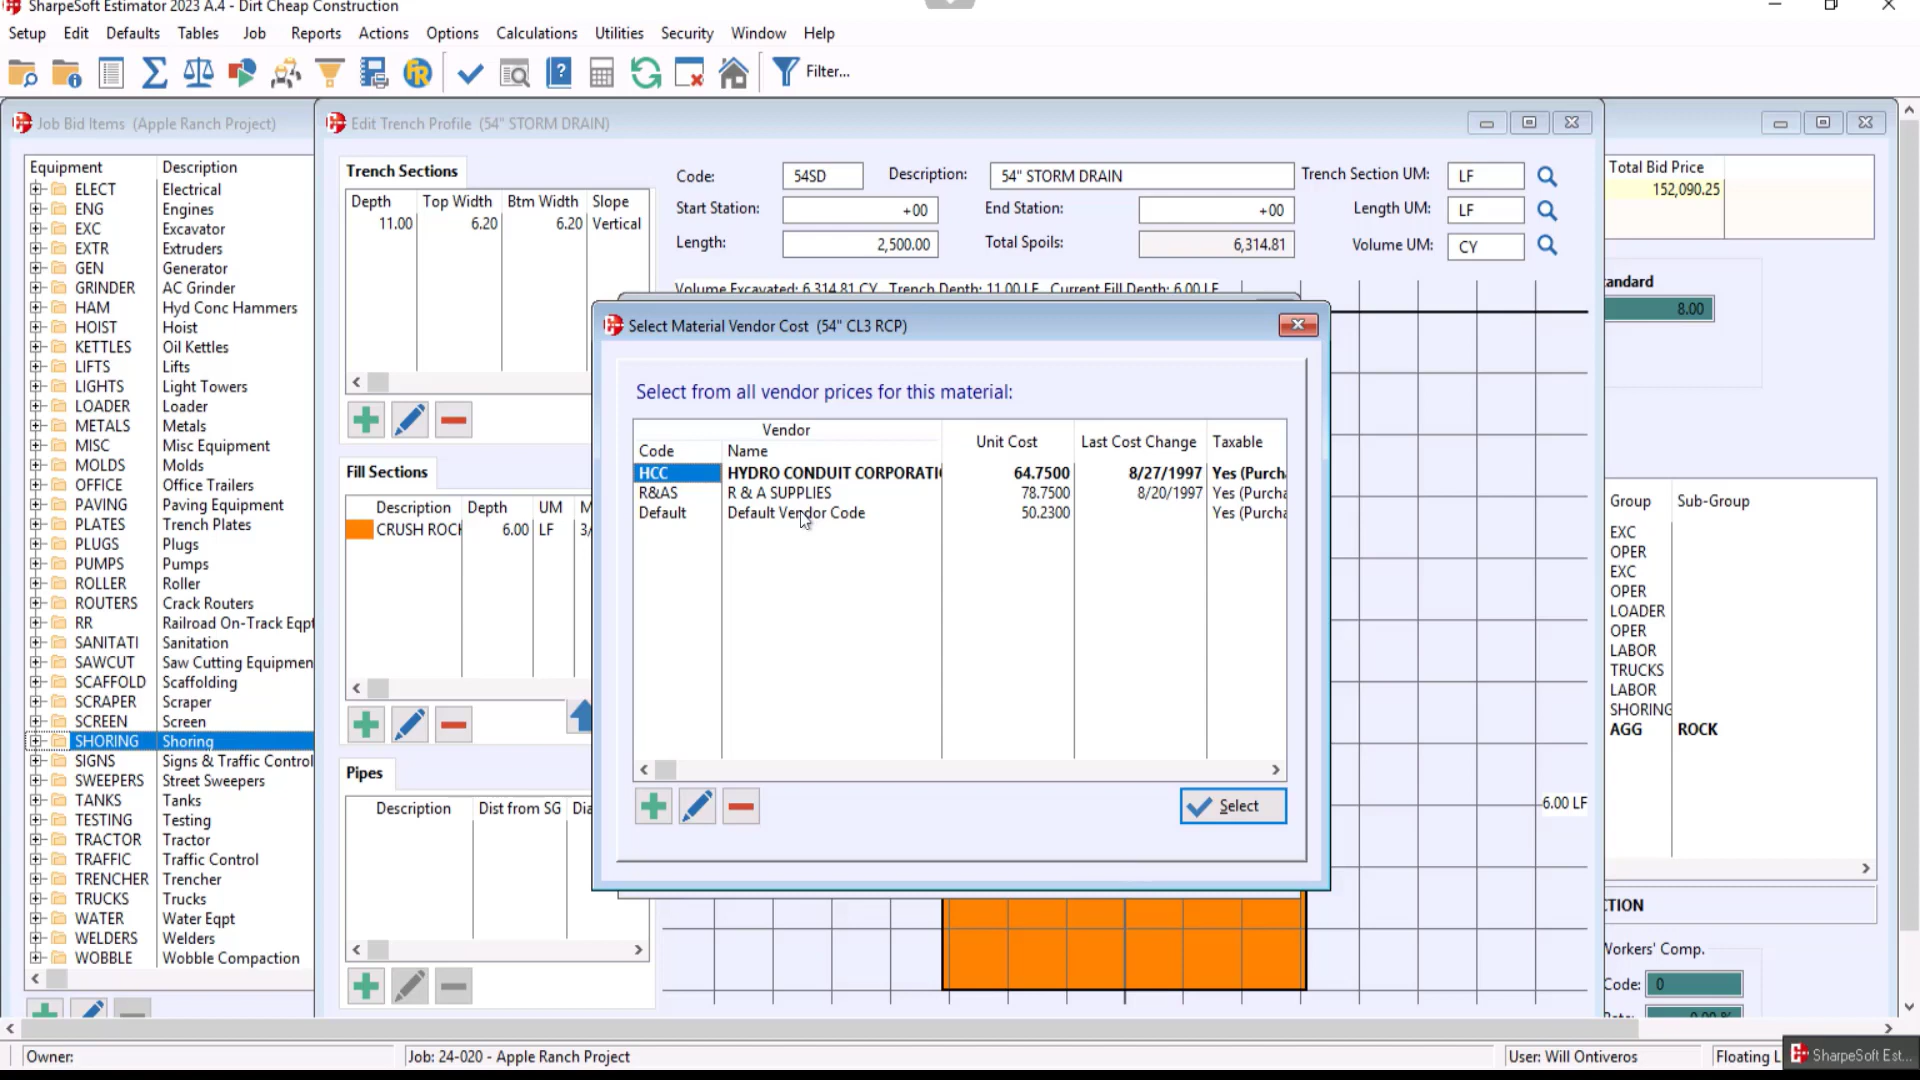 SharpeSoft Estimator 2023 A.4 - Dirt Cheap Construction
Setup Edit Defaults Tables Job Reports Actions Options Calculations Utilities Security Window Help
Filter...
Job Bid Items (Apple Ranch Project)
Equipment Description
ELECT Electrical
ENG Engines
EXC Excavator
EXTR Extruders
GEN Generator
GRINDER AC Grinder
HAM Hyd Conc Hammers
HOIST Hoist
KETTLES Oil Kettles
LIFTS Lifts
LIGHTS Light Towers
LOADER Loader
METALS Metals
MISC Misc Equipment
MOLDS Molds
OFFICE Office Trailers
PAVING Paving Equipment
PLATES Trench Plates
PLUGS Plugs
PUMPS Pumps
ROLLER Roller
ROUTERS Crack Routers
RR Railroad On-Track Eqpt
SANITATI Sanitation
SAWCUT Saw Cutting Equipmen
SCAFFOLD Scaffolding
SCRAPER Scraper
SCREEN Screen
SHORING Shoring
SIGNS Signs & Traffic Control
SWEEPERS Street Sweepers
TANKS Tanks
TESTING Testing
TRACTOR Tractor
TRAFFIC Traffic Control
TRENCHER Trencher
TRUCKS Trucks
WATER Water Eqpt
WELDERS Welders
WOBBLE Wobble Compaction
Edit Trench Profile (54" STORM DRAIN)
Trench Sections
Depth Top Width Btm Width Slope
11.00 6.20 6.20 Vertical
Code: 54SD Description: 54" STORM DRAIN Trench Section UM: LF
Start Station: +00 End Station: +00 Length UM: LF
Length: 2,500.00 Total Spoils: 6,314.81 Volume UM: CY
Volume Excavated: 6,314.81 CY Trench Depth: 11.00 LF Current Fill Depth: 6.00 LF
Fill Sections
Description Depth UM M
CRUSH ROCK 6.00 LF 3/
Pipes
Description Dist from SG Dia
6.00 LF
Select Material Vendor Cost (54" CL3 RCP)
Select from all vendor prices for this material:
Vendor
Code Name Unit Cost Last Cost Change Taxable
HCC HYDRO CONDUIT CORPORATI 64.7500 8/27/1997 Yes (Purch
R&AS R & A SUPPLIES 78.7500 8/20/1997 Yes (Purcha
Default Default Vendor Code 50.2300 Yes (Purcha
Select
Total Bid Price
152,090.25
tandard
8.00
Group Sub-Group
EXC
OPER
EXC
OPER
LOADER
OPER
LABOR
TRUCKS
LABOR
SHORING
AGG ROCK
CTION
Workers' Comp.
Code: 0
Owner: Job: 24-020 - Apple Ranch Project User: Will Ontiveros Floating L
SharpeSoft Est...